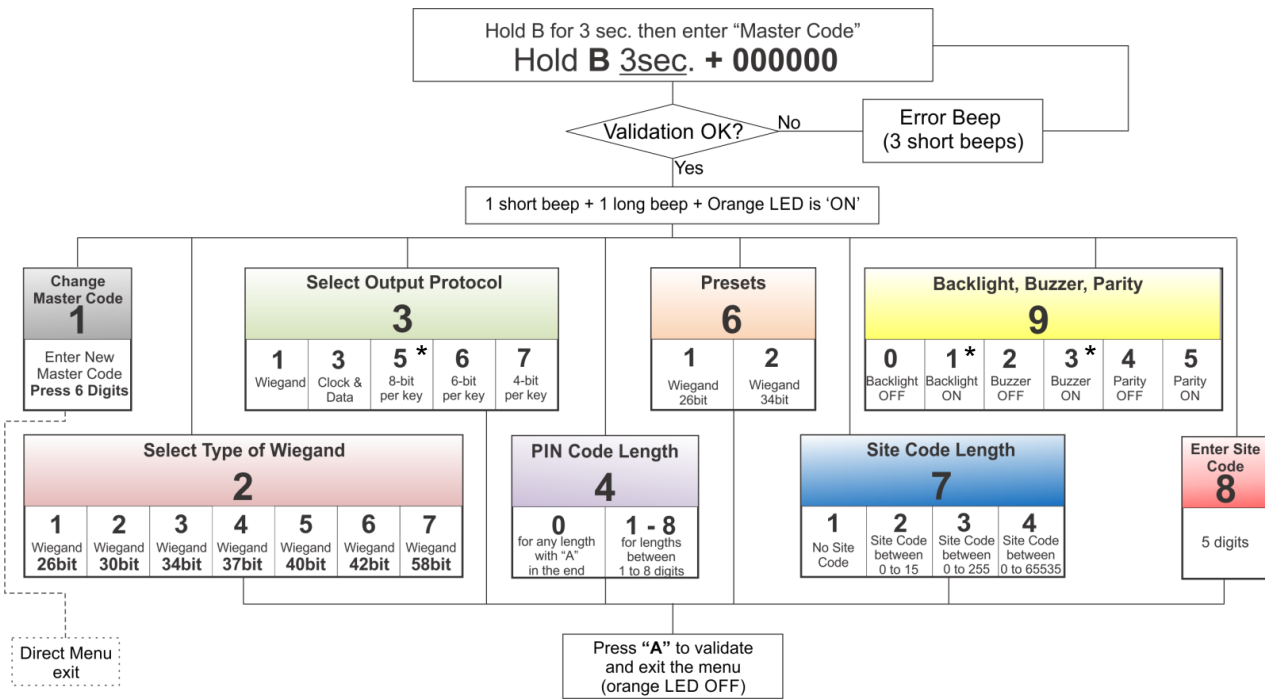 Hold B for 3 sec. then enter “Master Code”
Hold B 3sec. + 000000
Validation OK?
No
Error Beep
(3 short beeps)
Yes
1 short beep + 1 long beep + Orange LED is ‘ON’
Change
Master Code
1
Enter New
Master Code
Press 6 Digits
Select Output Protocol
3
1
Wiegand
3
Clock &
Data
5 *
8-bit
per key
6
6-bit
per key
7
4-bit
per key
Presets
6
1
Wiegand
26bit
2
Wiegand
34bit
Backlight, Buzzer, Parity
9
0
Backlight
OFF
1 *
Backlight
ON
2
Buzzer
OFF
3 *
Buzzer
ON
4
Parity
OFF
5
Parity
ON
Select Type of Wiegand
2
1
Wiegand
26bit
2
Wiegand
30bit
3
Wiegand
34bit
4
Wiegand
37bit
5
Wiegand
40bit
6
Wiegand
42bit
7
Wiegand
58bit
PIN Code Length
4
0
for any length
with “A”
in the end
1 - 8
for lengths
between
1 to 8 digits
Site Code Length
7
1
No Site
Code
2
Site Code
between
0 to 15
3
Site Code
between
0 to 255
4
Site Code
between
0 to 65535
Enter Site
Code
8
5 digits
Direct Menu
exit
Press “A” to validate
and exit the menu
(orange LED OFF)